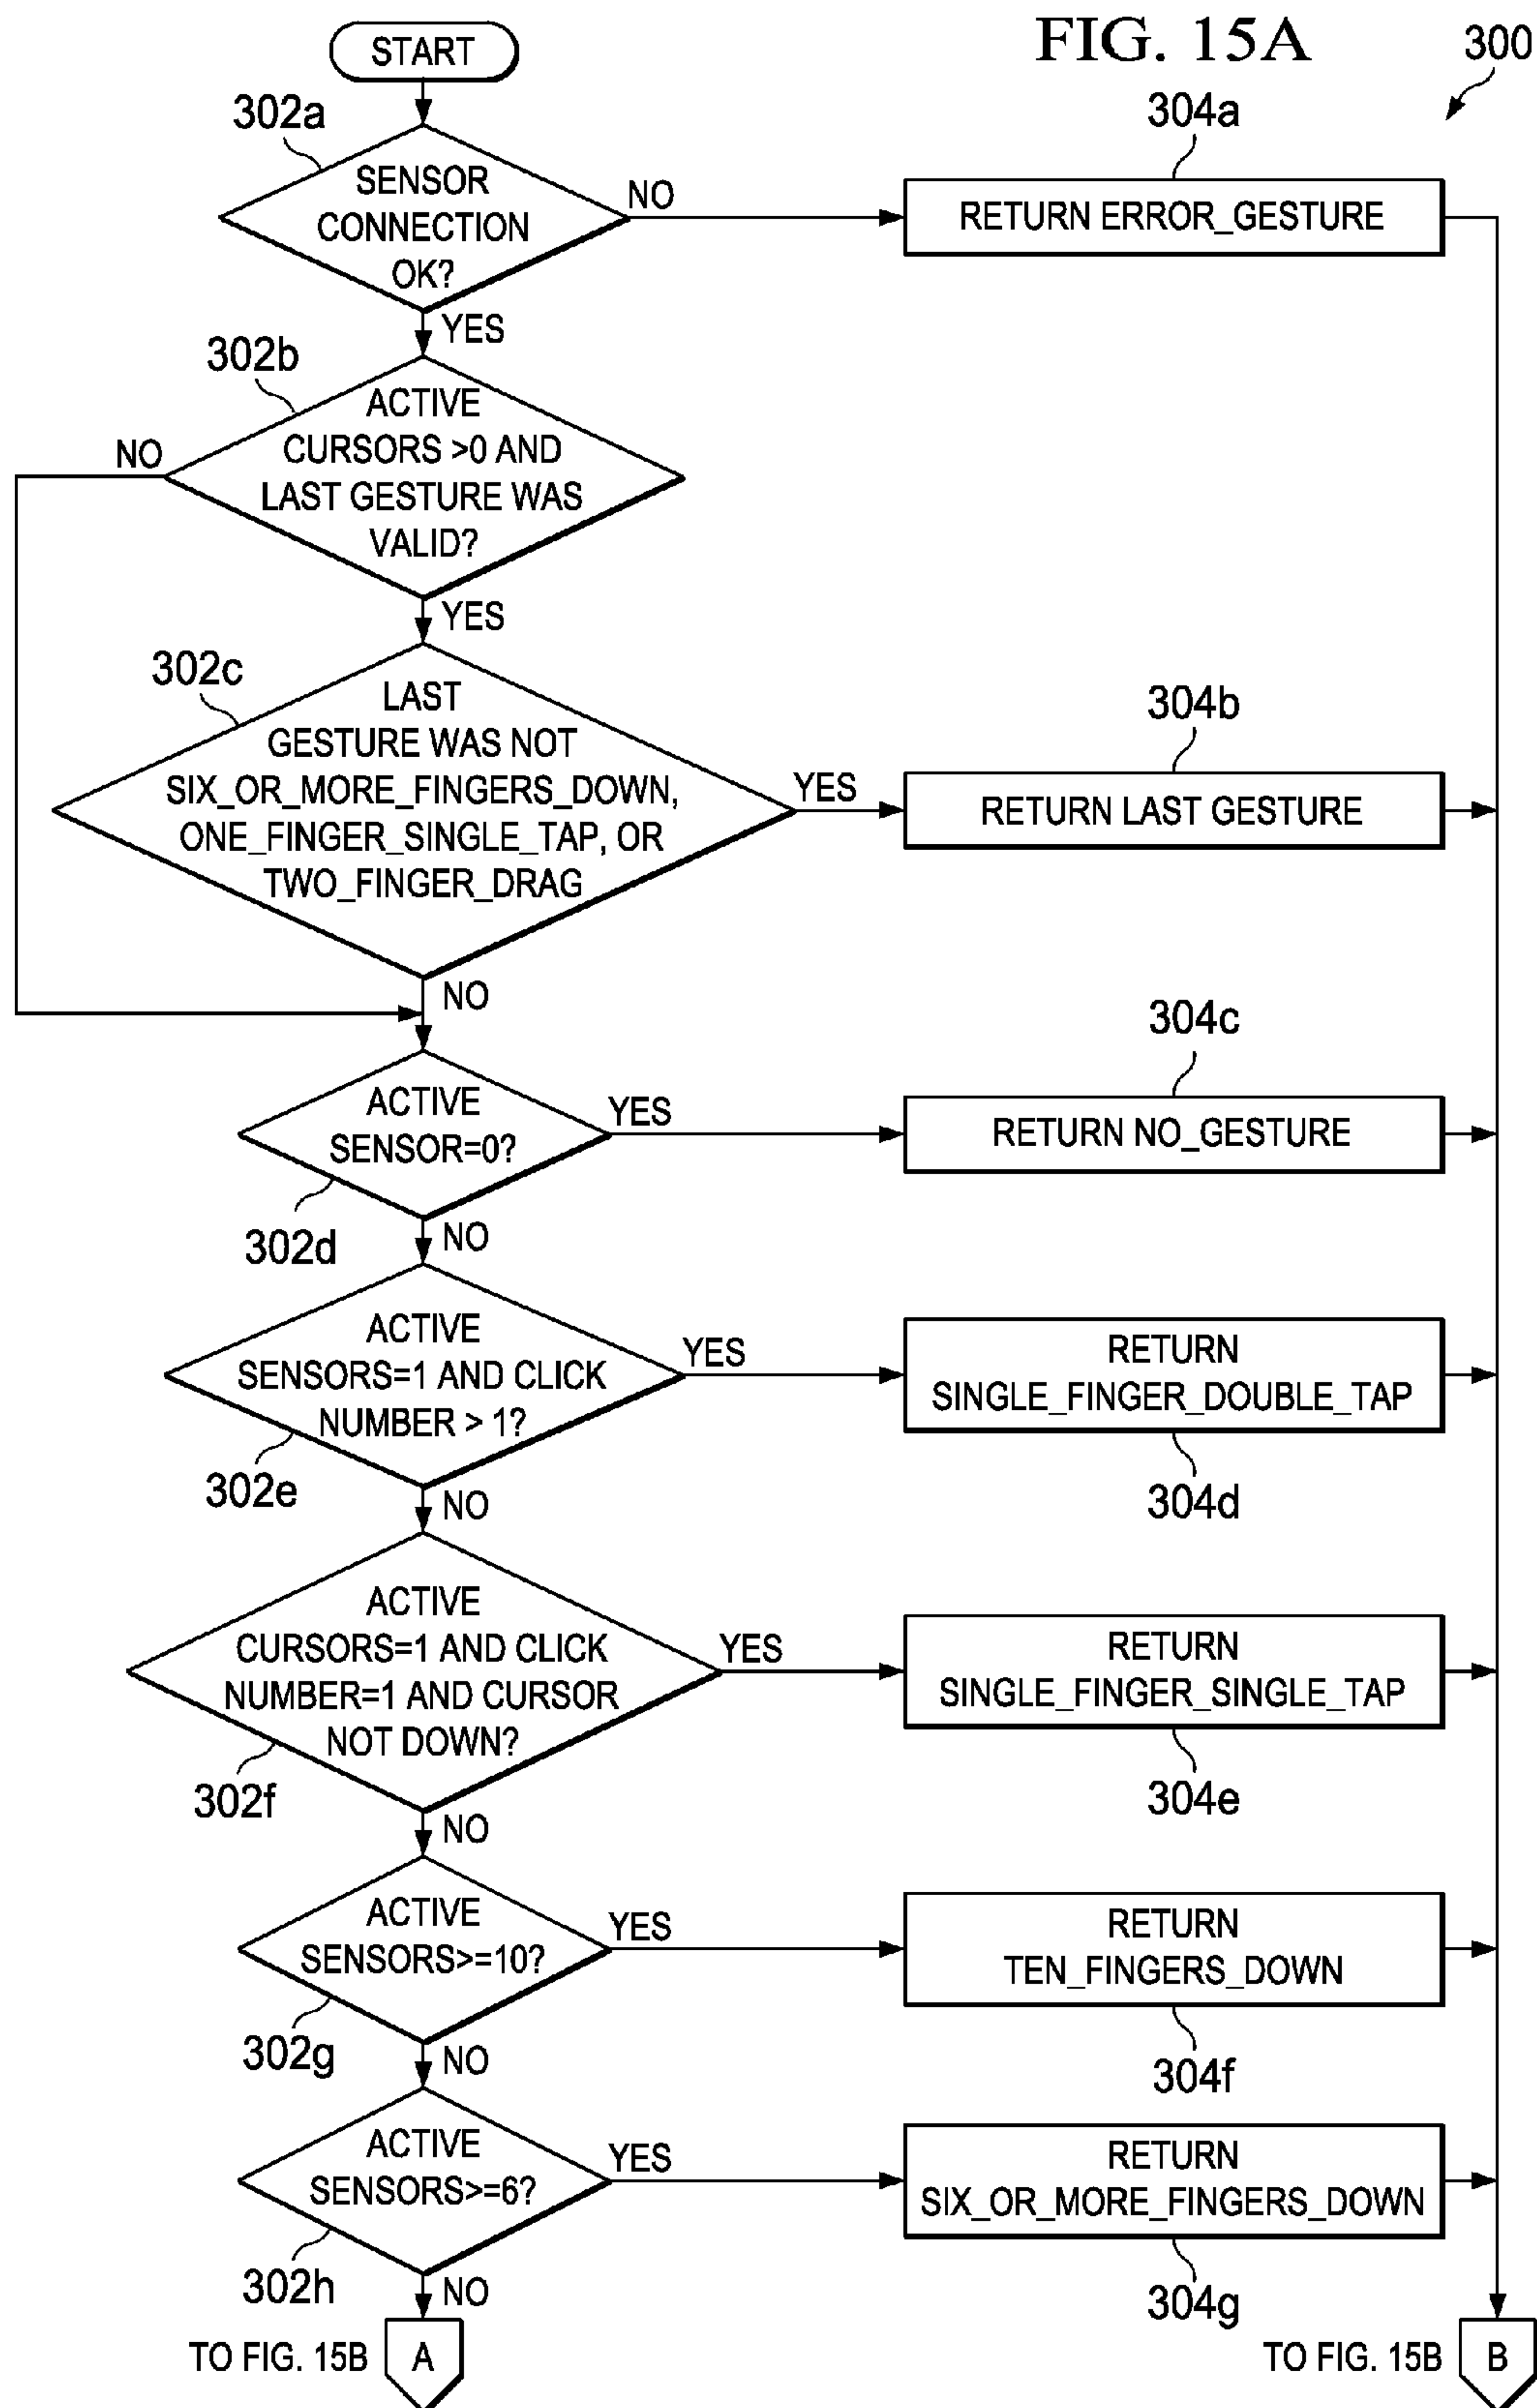 FIG. 15A
300
START
302a
SENSOR
CONNECTION
OK?
NO
304a
RETURN ERROR_GESTURE
YES
302b
ACTIVE
CURSORS >0 AND
LAST GESTURE WAS
VALID?
NO
YES
302c
LAST
GESTURE WAS NOT
SIX_OR_MORE_FINGERS_DOWN,
ONE_FINGER_SINGLE_TAP, OR
TWO_FINGER_DRAG
YES
304b
RETURN LAST GESTURE
NO
ACTIVE
SENSOR=0?
302d
YES
304c
RETURN NO_GESTURE
NO
ACTIVE
SENSORS=1 AND CLICK
NUMBER > 1?
302e
YES
RETURN
SINGLE_FINGER_DOUBLE_TAP
304d
NO
ACTIVE
CURSORS=1 AND CLICK
NUMBER=1 AND CURSOR
NOT DOWN?
302f
YES
RETURN
SINGLE_FINGER_SINGLE_TAP
304e
NO
ACTIVE
SENSORS>=10?
302g
YES
RETURN
TEN_FINGERS_DOWN
304f
NO
ACTIVE
SENSORS>=6?
302h
YES
RETURN
SIX_OR_MORE_FINGERS_DOWN
304g
NO
TO FIG. 15B
A
TO FIG. 15B
B